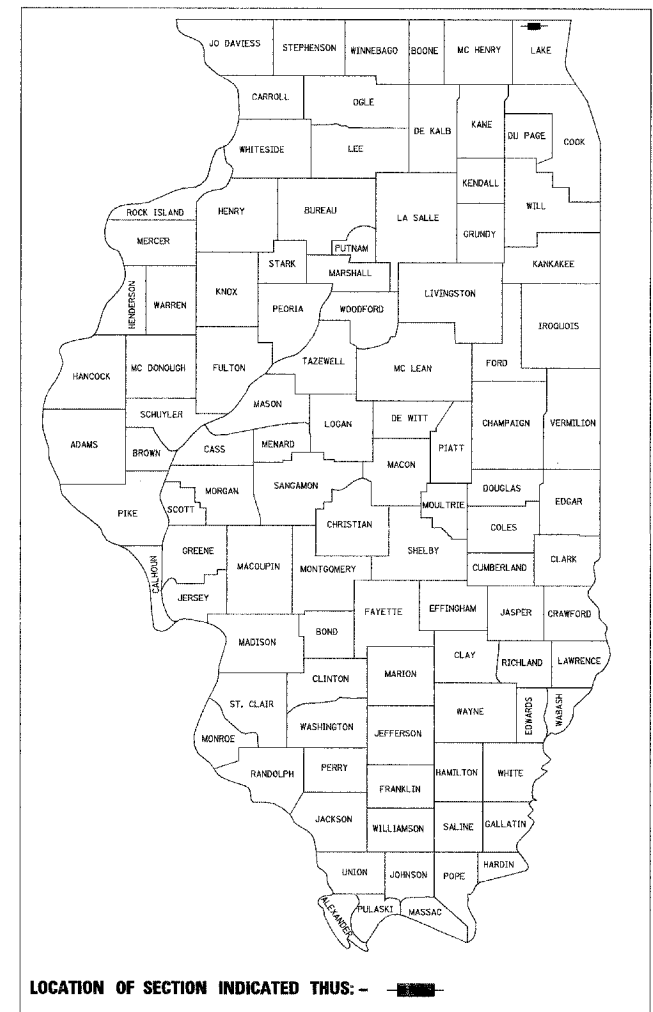 JO DAVIESS STEPHENSON WINNEBAGO BOONE MC HENRY LAKE
CARROLL OGLE DE KALB KANE DU PAGE COOK
WHITESIDE LEE
KENDALL
ROCK ISLAND HENRY BUREAU LA SALLE GRUNDY WILL
MERCER PUTNAM
STARK MARSHALL KANKAKEE
HENDERSON WARREN KNOX PEORIA WOODFORD LIVINGSTON IROQUOIS
HANCOCK MC DONOUGH FULTON TAZEWELL MC LEAN FORD
MASON
SCHUYLER LOGAN DE WITT CHAMPAIGN VERMILION
ADAMS BROWN CASS MENARD PIATT
MACON
MORGAN SANGAMON DOUGLAS
PIKE SCOTT CHRISTIAN MOULTRIE EDGAR
COLES
GREENE SHELBY
CALHOUN MACOUPIN MONTGOMERY CUMBERLAND CLARK
JERSEY FAYETTE EFFINGHAM JASPER CRAWFORD
MADISON BOND
CLAY RICHLAND LAWRENCE
CLINTON MARION
ST. CLAIR WAYNE EDWARDS WABASH
MONROE WASHINGTON JEFFERSON
RANDOLPH PERRY HAMILTON WHITE
FRANKLIN
JACKSON WILLIAMSON SALINE GALLATIN
HARDIN
UNION JOHNSON POPE
ALEXANDER PULASKI MASSAC
LOCATION OF SECTION INDICATED THUS: -